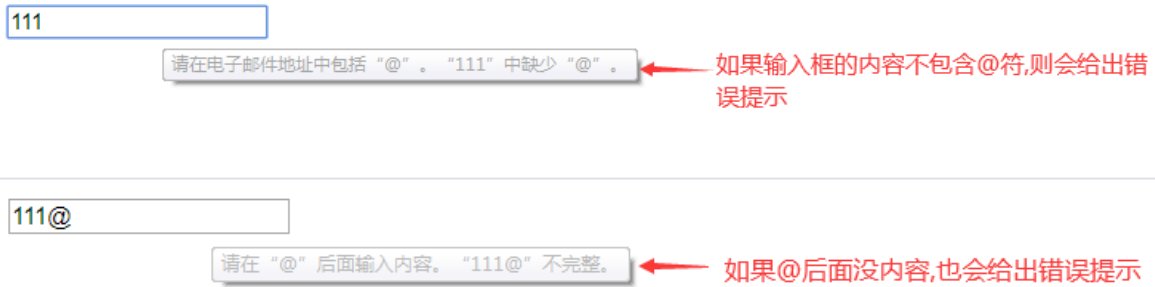 111
请在电子邮件地址中包括“@”。“111”中缺少“@”。
如果输入框的内容不包含@符,则会给出错
误提示
111@
请在“@”后面输入内容。“111@”不完整。
如果@后面没内容,也会给出错误提示